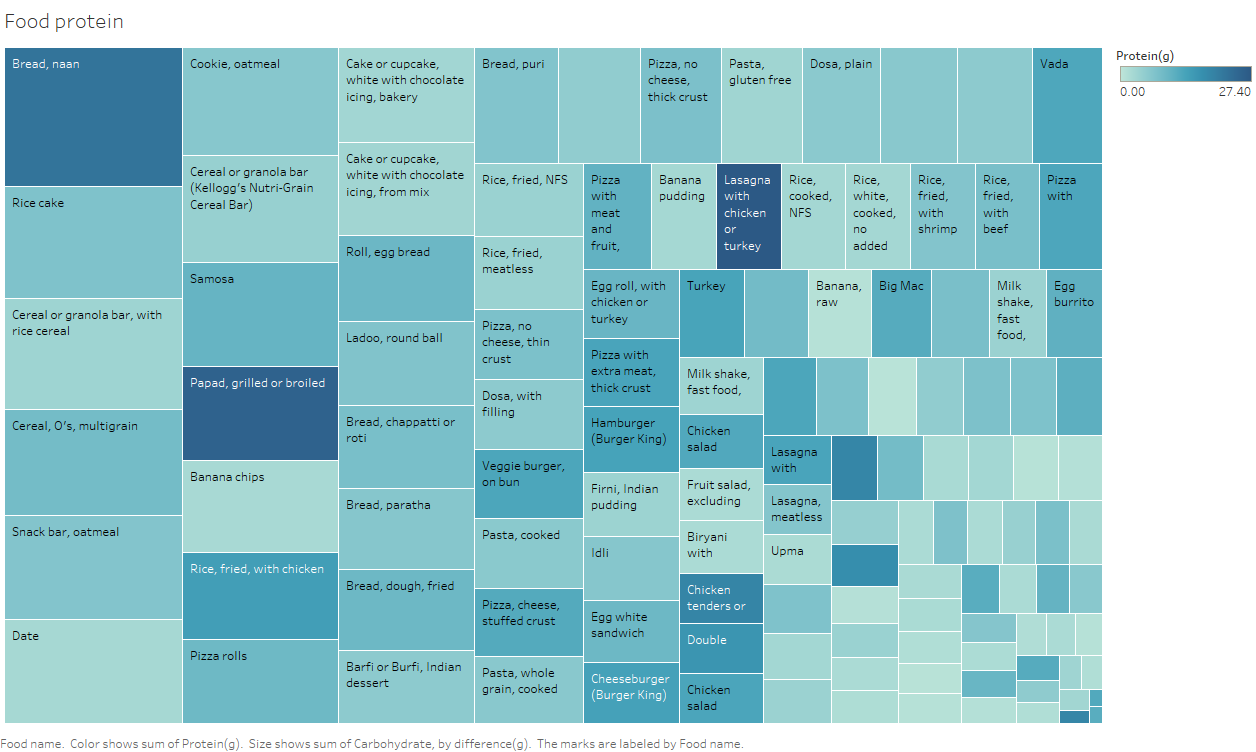 Food protein
Protein(g)
0.00
27.40
Bread, naan
Rice cake
Cereal or granola bar, with
rice cereal
Cereal, O's, multigrain
Snack bar, oatmeal
Date
Cookie, oatmeal
Cereal or granola bar
(Kellogg's Nutri-Grain
Cereal Bar)
Samosa
Papad, grilled or broiled
Banana chips
Rice, fried, with chicken
Pizza rolls
Cake or cupcake,
white with chocolate
icing, bakery
Cake or cupcake,
white with chocolate
icing, from mix
Roll, egg bread
Ladoo, round ball
Bread, chappatti or
roti
Bread, paratha
Bread, dough, fried
Barfi or Burfi, Indian
dessert
Bread, puri
Pizza, no
cheese,
thick crust
Pasta,
gluten free
Dosa, plain
Vada
Rice, fried, NFS
Rice, fried,
meatless
Pizza, no
cheese, thin
crust
Dosa, with
filling
Veggie burger,
on bun
Pasta, cooked
Pizza, cheese,
stuffed crust
Pasta, whole
grain, cooked
Pizza
with
meat
and
fruit,
Banana
pudding
Lasagna
with
chicken
or
turkey
Rice,
cooked,
NFS
Rice,
white,
cooked,
no
added
Rice,
fried,
with
shrimp
Rice,
fried,
with
beef
Pizza
with
Egg roll, with
chicken or
turkey
Pizza with
extra meat,
thick crust
Hamburger
(Burger King)
Firni, Indian
pudding
Idli
Egg white
sandwich
Cheeseburger
(Burger King)
Turkey
Banana,
raw
Big Mac
Milk
shake,
fast
food,
Egg
burrito
Milk shake,
fast food,
Chicken
salad
Fruit salad,
excluding
Biryani
with
Chicken
tenders or
Double
Chicken
salad
Lasagna
with
Lasagna,
meatless
Upma
Food name.  Color shows sum of Protein(g).  Size shows sum of Carbohydrate, by difference(g).  The marks are labeled by Food name.